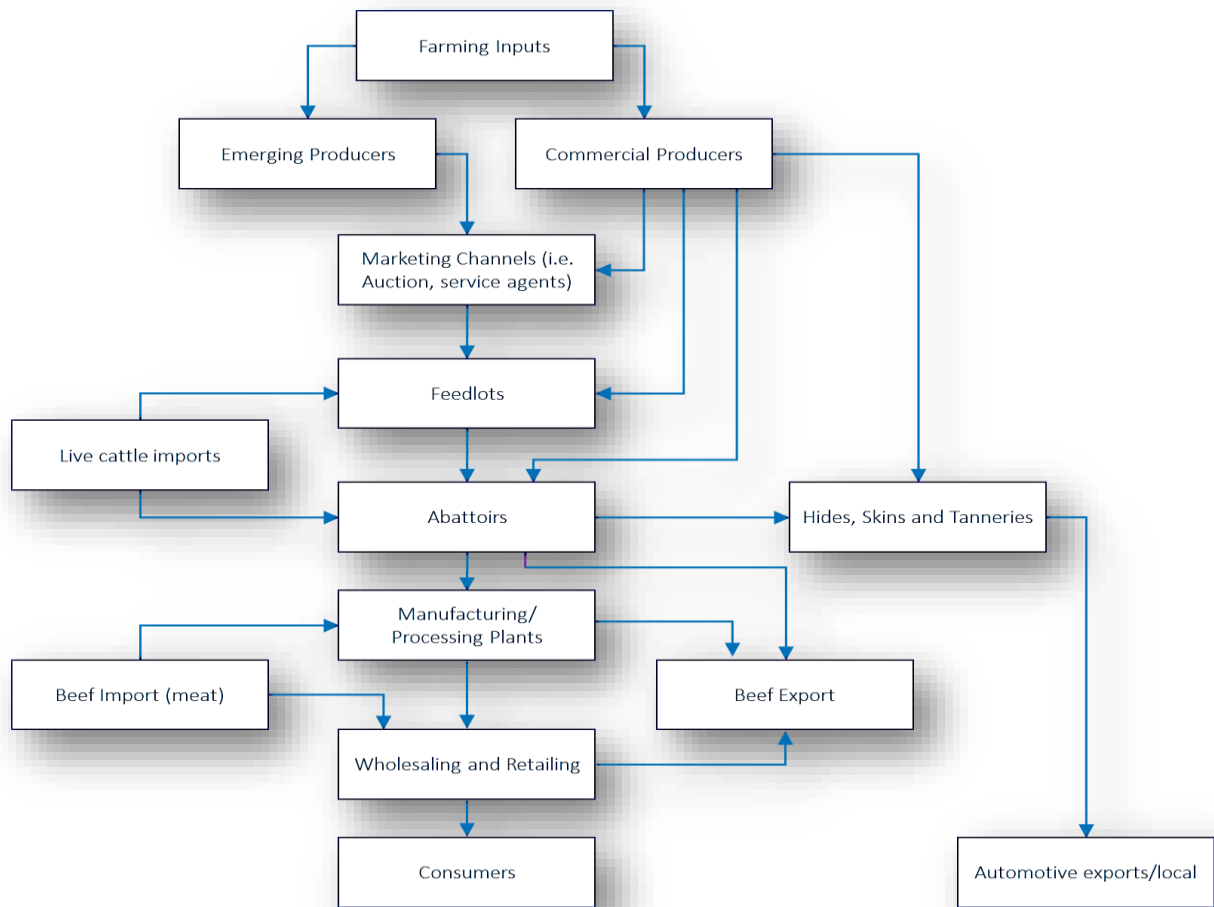 Farming Inputs
Emerging Producers
Commercial Producers
Marketing Channels (i.e.
Auction, service agents)
Feedlots
Live cattle imports
Abattoirs
Hides, Skins and Tanneries
Manufacturing/
Processing Plants
Beef Import (meat)
Beef Export
Wholesaling and Retailing
Consumers
Automotive exports/local